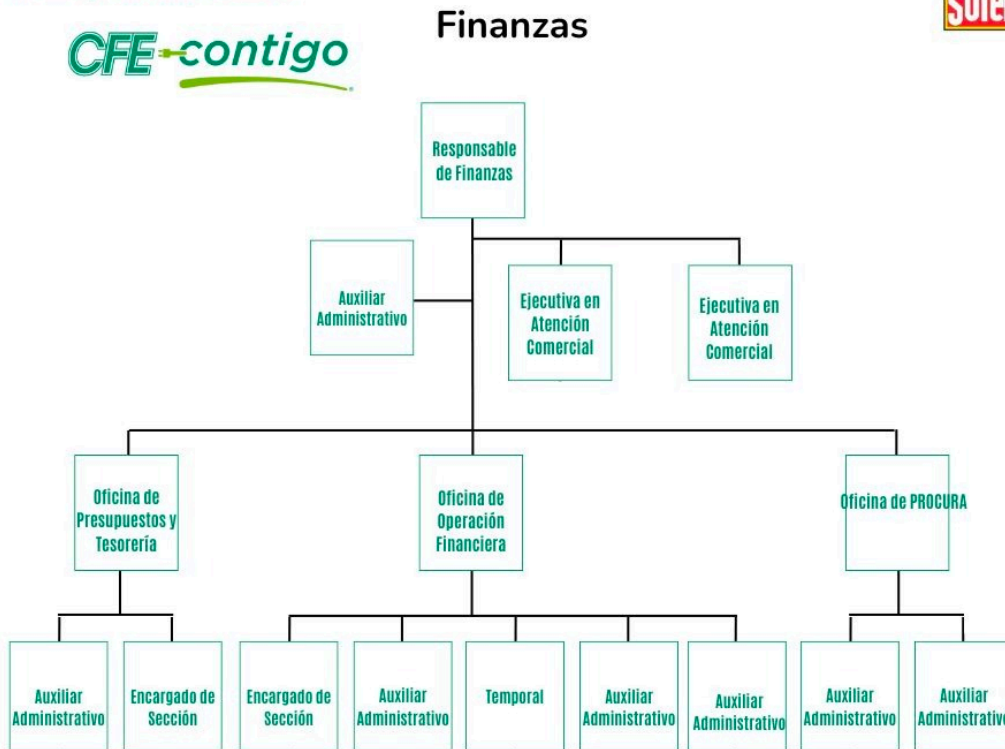 Finanzas
CFE contigo
Responsable
de Finanzas
Auxiliar
Administrativo
Ejecutiva en
Atención
Comercial
Ejecutiva en
Atención
Comercial
Oficina de
Presupuestos y
Tesorería
Oficina de
Operación
Financiera
Oficina de PROCURA
Auxiliar
Administrativo
Encargado de
Sección
Encargado de
Sección
Auxiliar
Administrativo
Temporal
Auxiliar
Administrativo
Auxiliar
Administrativo
Auxiliar
Administrativo
Auxiliar
Administrativo